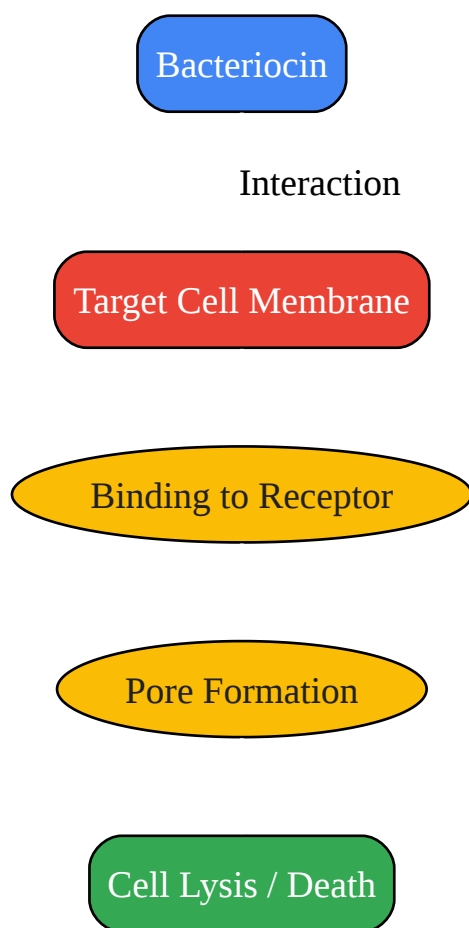 Bacteriocin
Interaction
Target Cell Membrane
Binding to Receptor
Pore Formation
Cell Lysis / Death